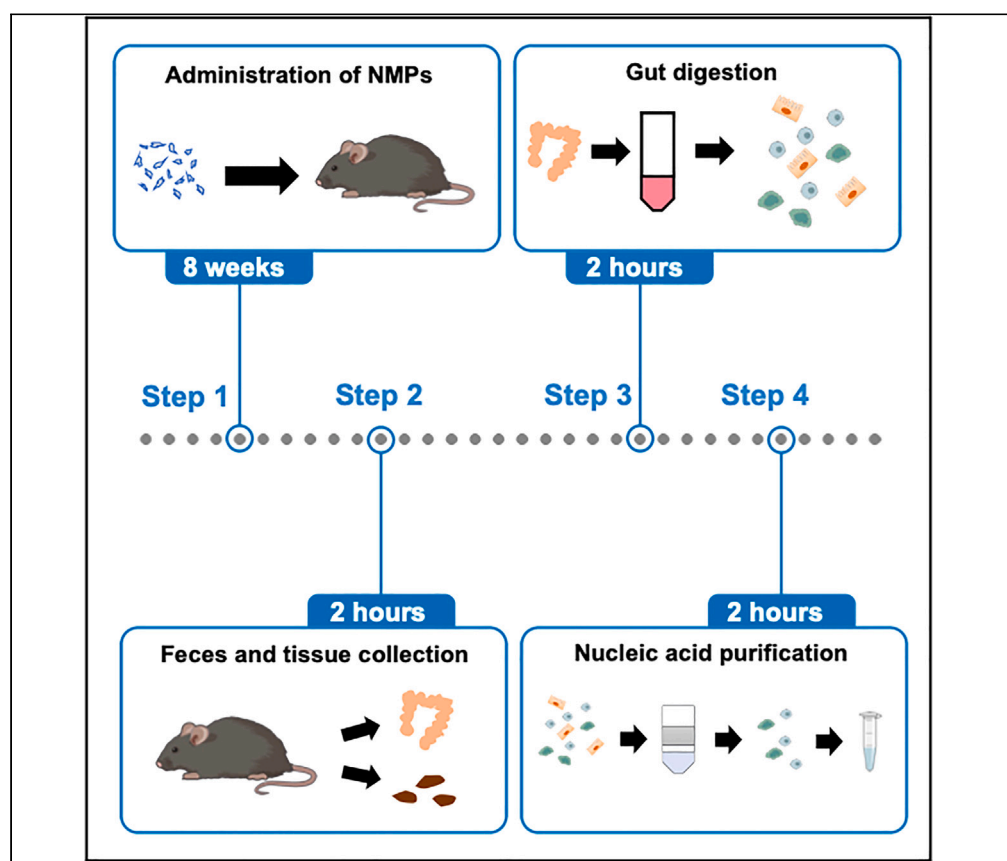 Administration of NMPs
8 weeks
Gut digestion
2 hours
Step 1
Step 2
Step 3
Step 4
2 hours
Feces and tissue collection
2 hours
Nucleic acid purification